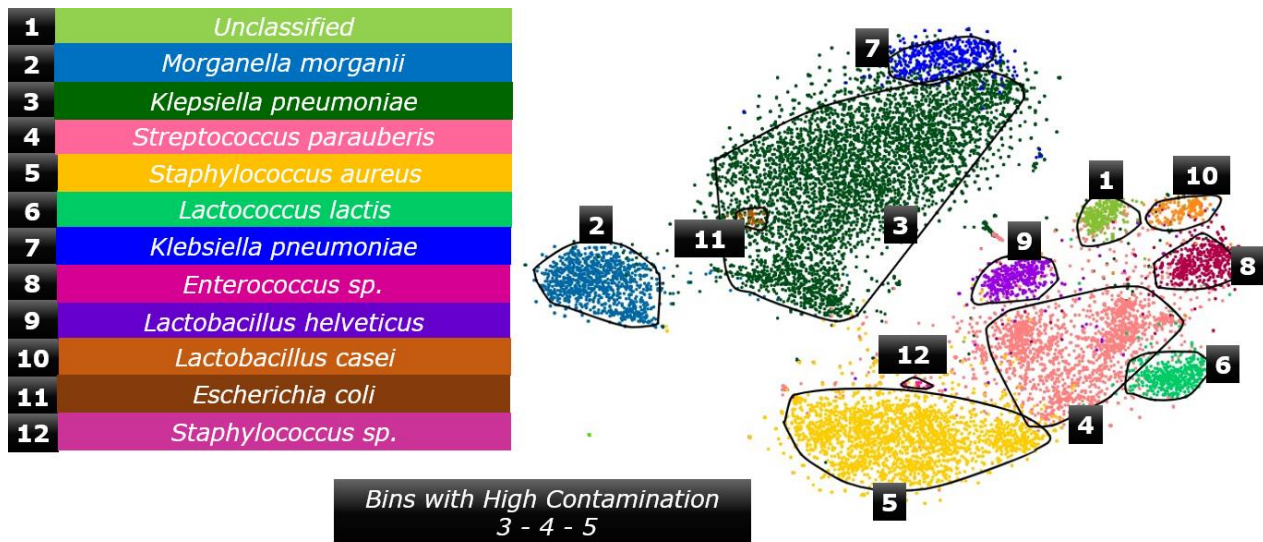 1 Unclassified
2 Morganella morganii
3 Klepsiella pneumoniae
4 Streptococcus parauberis
5 Staphylococcus aureus
6 Lactococcus lactis
7 Klebsiella pneumoniae
8 Enterococcus sp.
9 Lactobacillus helveticus
10 Lactobacillus casei
11 Escherichia coli
12 Staphylococcus sp.
7
1
10
2
11
3
9
8
12
6
4
5
Bins with High Contamination
3 - 4 - 5